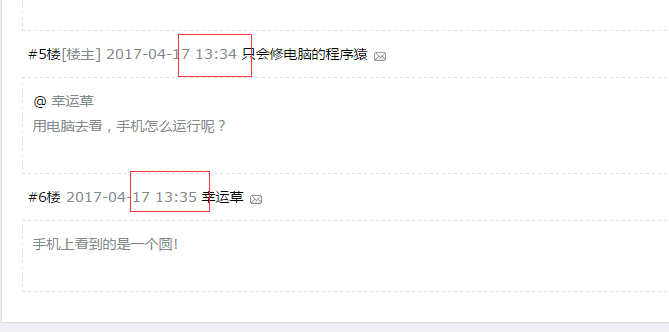 #5楼[楼主] 2017-04-17 13:34 只会修电脑的程序猿
@ 幸运草
用电脑去看，手机怎么运行呢？
#6楼 2017-04-17 13:35 幸运草
手机上看到的是一个圆!